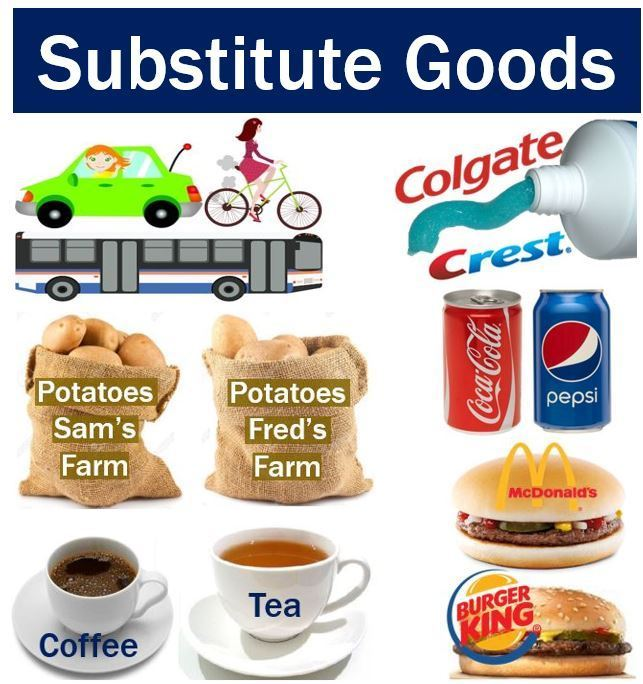 Substitute Goods
Colgate
Crest
Potatoes
Sam's
Farm
Potatoes
Fred's
Farm
Coca-Cola
pepsi
McDonald's
BURGER
KING
Coffee
Tea